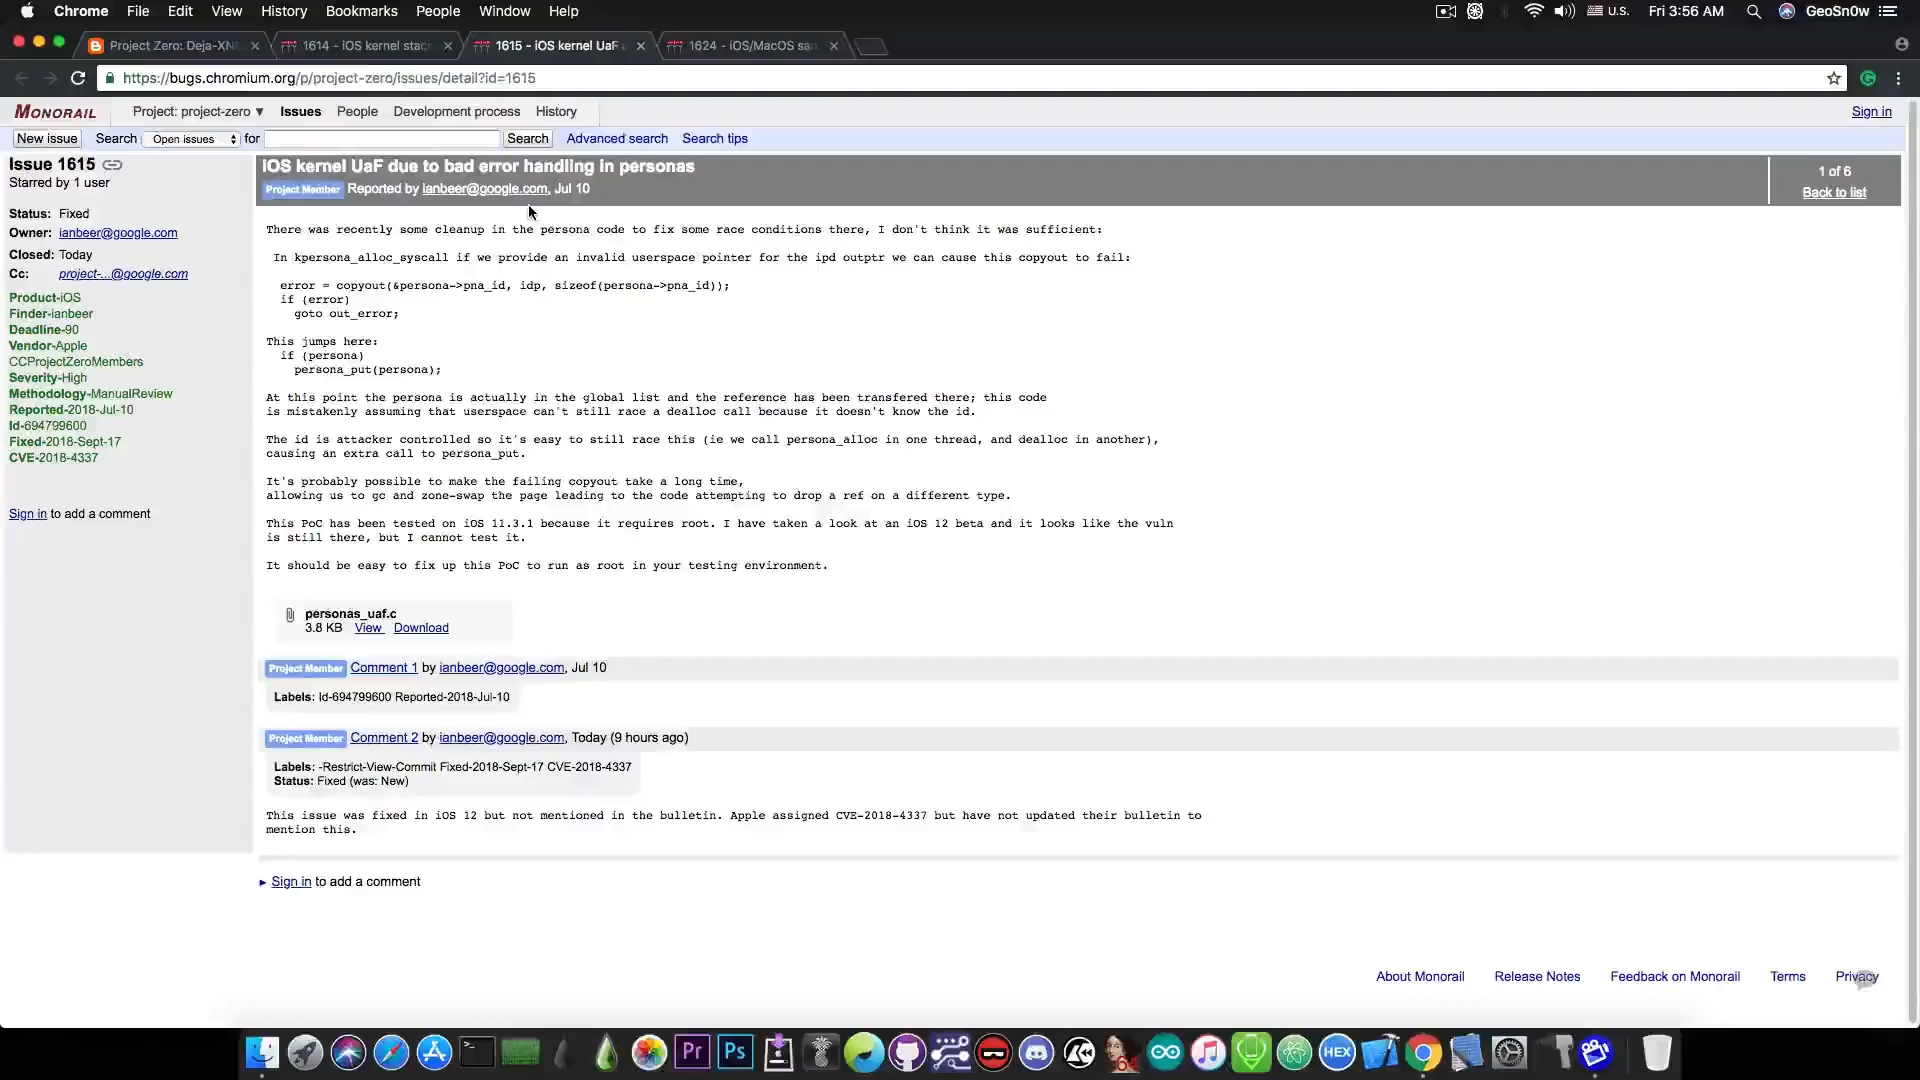 Chrome File Edit View History Bookmarks People Window Help U.S. Fri 3:56 AM GeoSn0w
Project Zero: Deja-XN 1614 - iOS kernel stac 1615 - iOS kernel UaF 1624 - iOS/MacOS sa
https://bugs.chromium.org/p/project-zero/issues/detail?id=1615
MONORAIL Project: project-zero ▼ Issues People Development process History Sign in
New issue Search Open issues for Search Advanced search Search tips
Issue 1615
Starred by 1 user
Status: Fixed
Owner: ianbeer@google.com
Closed: Today
Cc: project-...@google.com
Product-iOS
Finder-ianbeer
Deadline-90
Vendor-Apple
CCProjectZeroMembers
Severity-High
Methodology-ManualReview
Reported-2018-Jul-10
Id-694799600
Fixed-2018-Sept-17
CVE-2018-4337
Sign in to add a comment
iOS kernel UaF due to bad error handling in personas
Project Member Reported by ianbeer@google.com, Jul 10
1 of 6
Back to list
There was recently some cleanup in the persona code to fix some race conditions there, I don't think it was sufficient:
In kpersona_alloc_syscall if we provide an invalid userspace pointer for the ipd outptr we can cause this copyout to fail:
error = copyout(&persona->pna_id, idp, sizeof(persona->pna_id));
if (error)
goto out_error;
This jumps here:
if (persona)
persona_put(persona);
At this point the persona is actually in the global list and the reference has been transfered there; this code
is mistakenly assuming that userspace can't still race a dealloc call because it doesn't know the id.
The id is attacker controlled so it's easy to still race this (ie we call persona_alloc in one thread, and dealloc in another),
causing an extra call to persona_put.
It's probably possible to make the failing copyout take a long time,
allowing us to gc and zone-swap the page leading to the code attempting to drop a ref on a different type.
This PoC has been tested on iOS 11.3.1 because it requires root. I have taken a look at an iOS 12 beta and it looks like the vuln
is still there, but I cannot test it.
It should be easy to fix up this PoC to run as root in your testing environment.
personas_uaf.c
3.8 KB View Download
Project Member Comment 1 by ianbeer@google.com, Jul 10
Labels: Id-694799600 Reported-2018-Jul-10
Project Member Comment 2 by ianbeer@google.com, Today (9 hours ago)
Labels: -Restrict-View-Commit Fixed-2018-Sept-17 CVE-2018-4337
Status: Fixed (was: New)
This issue was fixed in iOS 12 but not mentioned in the bulletin. Apple assigned CVE-2018-4337 but have not updated their bulletin to
mention this.
► Sign in to add a comment
About Monorail Release Notes Feedback on Monorail Terms Privacy
Pr Ps 64 HEX